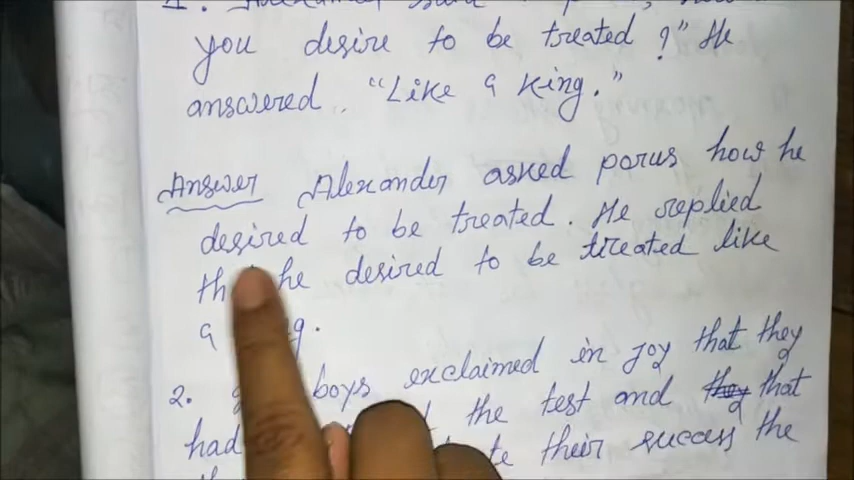 you desire to be treated ?" He
answered.. "Like a King."
Answer Alexander asked porus how he
desired to be treated. He replied
he desired to be treated like
a
2. boys exclaimed in joy that they
had the test and they that
their success the